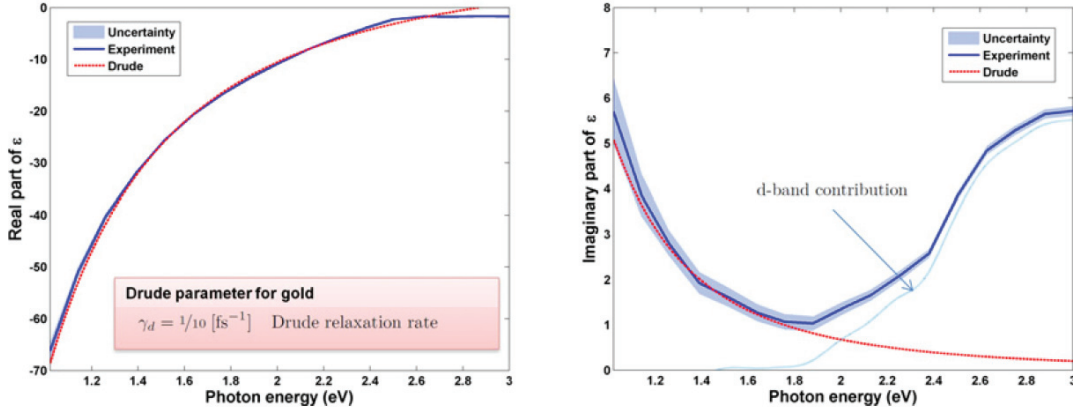 0
-10
-20
-30
-40
-50
-60
-70
Real part of ε
Uncertainty
Experiment
Drude
Drude parameter for gold
γd = 1/10 [fs⁻¹] Drude relaxation rate
1.2 1.4 1.6 1.8 2 2.2 2.4 2.6 2.8 3
Photon energy (eV)
8
7
6
5
4
3
2
1
0
Imaginary part of ε
Uncertainty
Experiment
Drude
d-band contribution
1.2 1.4 1.6 1.8 2 2.2 2.4 2.6 2.8 3
Photon energy (eV)